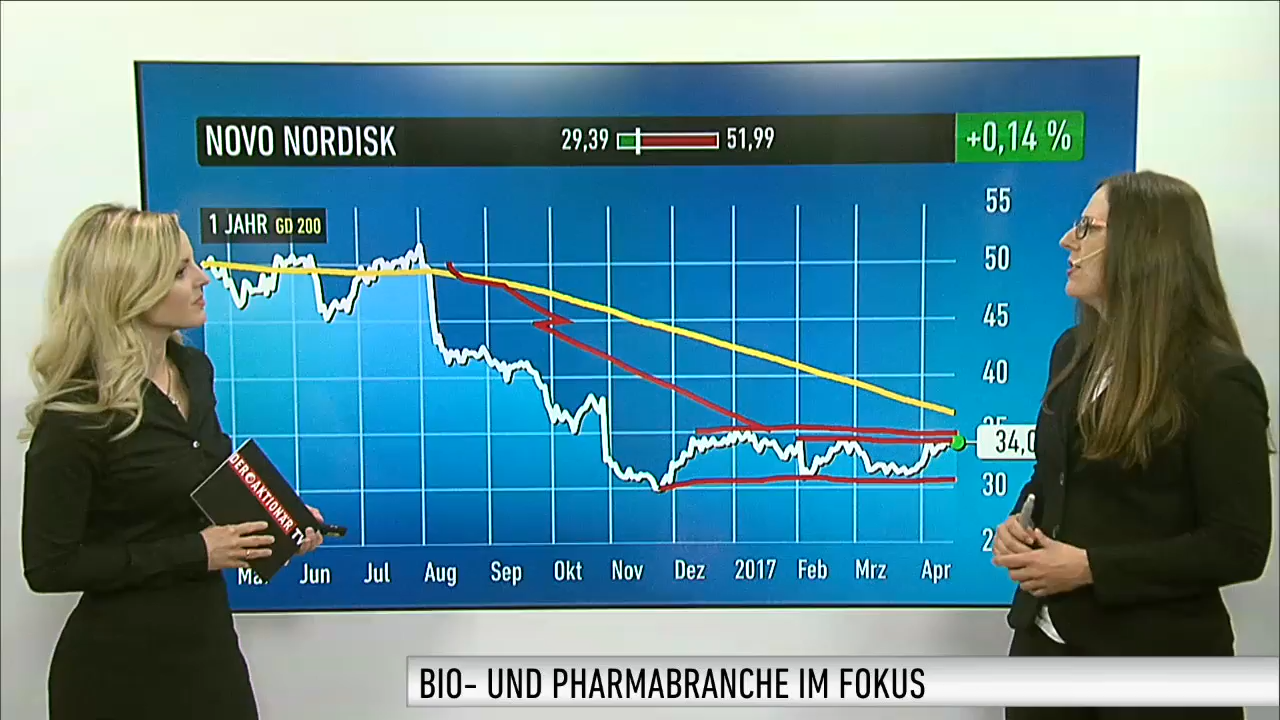 NOVO NORDISK 29,39 51,99 +0,14 %
1 JAHR GD 200
55
50
45
40
34,0
30
Jun Jul Aug Sep Okt Nov Dez 2017 Feb Mrz Apr
DER AKTIONÄR TV
BIO- UND PHARMABRANCHE IM FOKUS